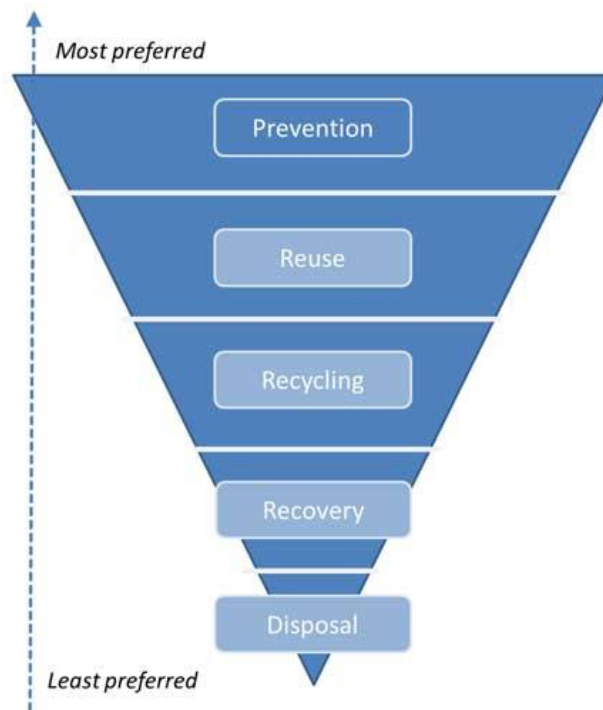 Most preferred
Prevention
Reuse
Recycling
Recovery
Disposal
Least preferred